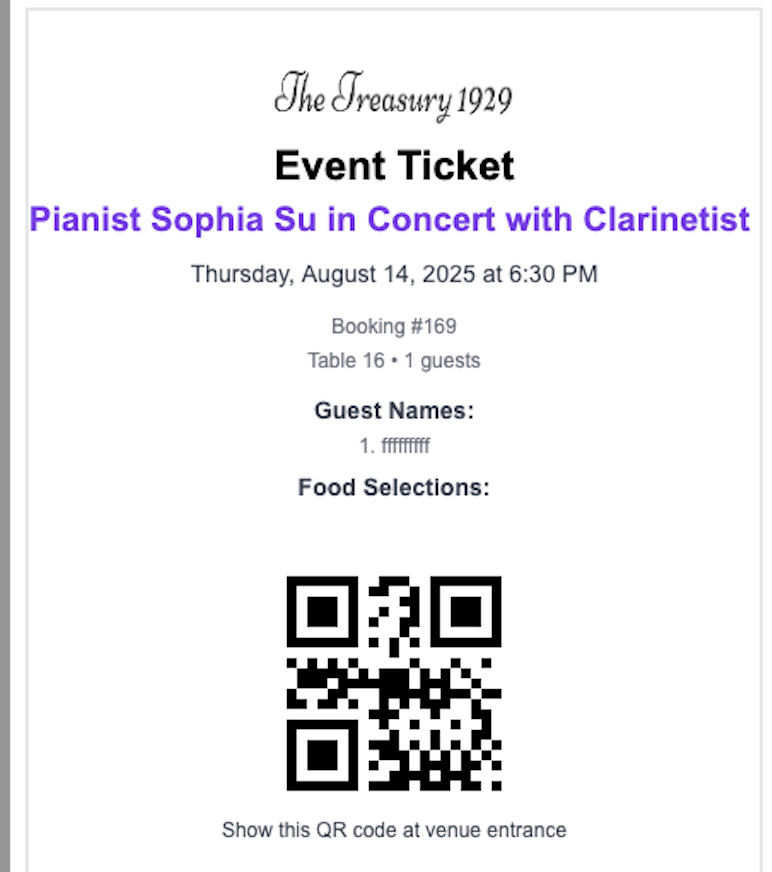 The Treasury 1929
Event Ticket
Pianist Sophia Su in Concert with Clarinetist
Thursday, August 14, 2025 at 6:30 PM
Booking #169
Table 16 • 1 guests
Guest Names:
1. fffffffff
Food Selections:
Show this QR code at venue entrance